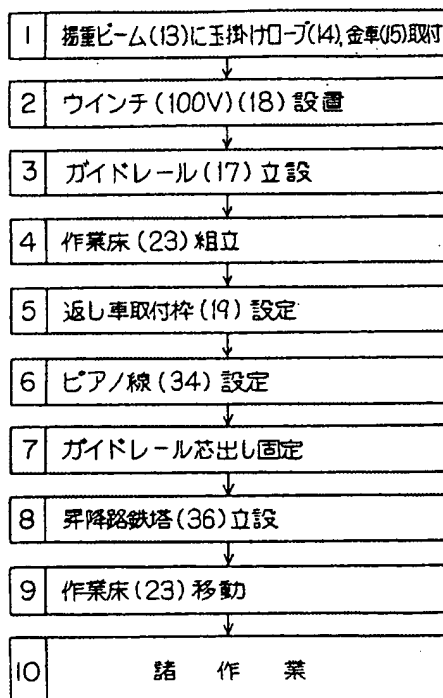 1 揚重ビーム(13)に玉掛けロープ(14),金車(15)取付
2 ウインチ(100V)(18)設置
3 ガイドレール(17)立設
4 作業床(23)組立
5 返し車取付枠(19)設定
6 ピアノ線(34)設定
7 ガイドレール芯出し固定
8 昇降路鉄塔(36)立設
9 作業床(23)移動
10 諸作業